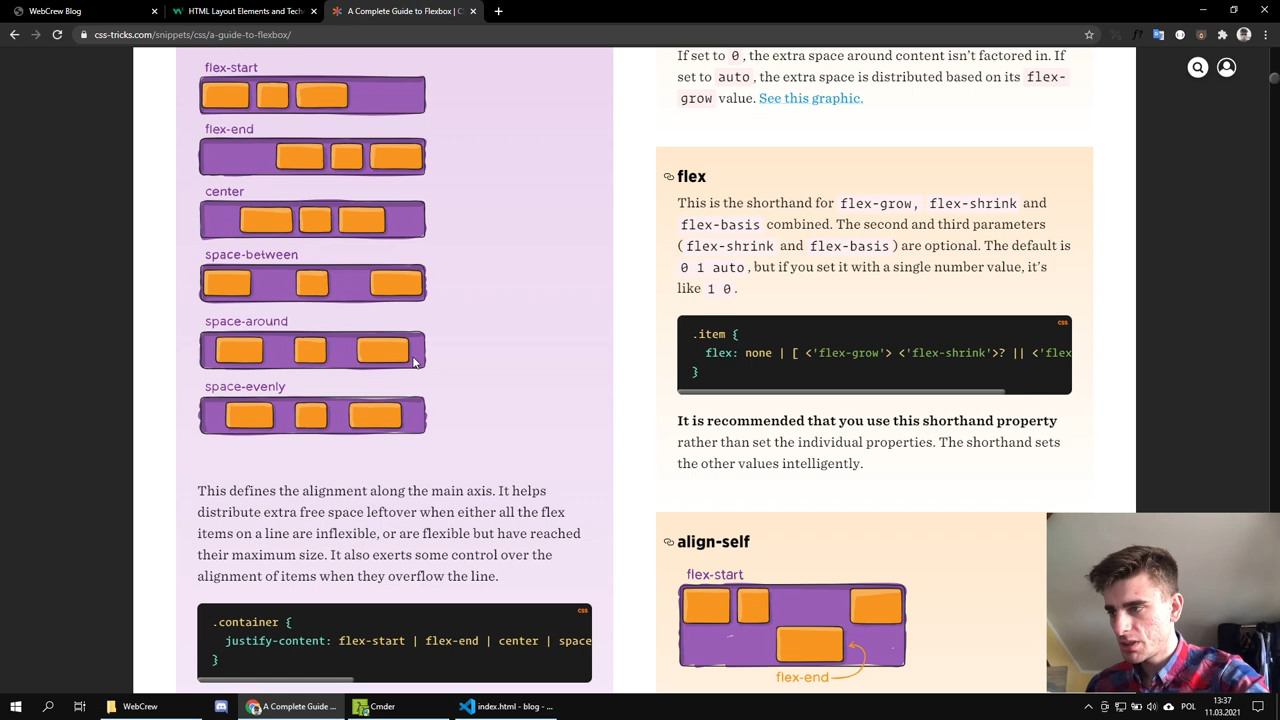 WebCrew Blog
HTML Layout Elements and Tech
A Complete Guide to Flexbox | C
css-tricks.com/snippets/css/a-guide-to-flexbox/
flex-start
flex-end
center
space-between
space-around
space-evenly
This defines the alignment along the main axis. It helps
distribute extra free space leftover when either all the flex
items on a line are inflexible, or are flexible but have reached
their maximum size. It also exerts some control over the
alignment of items when they overflow the line.
CSS
.container {
justify-content: flex-start | flex-end | center | space
}
If set to 0, the extra space around content isn’t factored in. If
set to auto, the extra space is distributed based on its flex-
grow value. See this graphic.
flex
This is the shorthand for flex-grow, flex-shrink and
flex-basis combined. The second and third parameters
(flex-shrink and flex-basis) are optional. The default is
0 1 auto, but if you set it with a single number value, it’s
like 1 0.
CSS
.item {
flex: none | [ <'flex-grow'> <'flex-shrink'>? || <'flex
}
It is recommended that you use this shorthand property
rather than set the individual properties. The shorthand sets
the other values intelligently.
align-self
flex-start
flex-end
WebCrew
A Complete Guide ...
Cmder
index.html - blog - ...
POL
13:37
11.03.2021